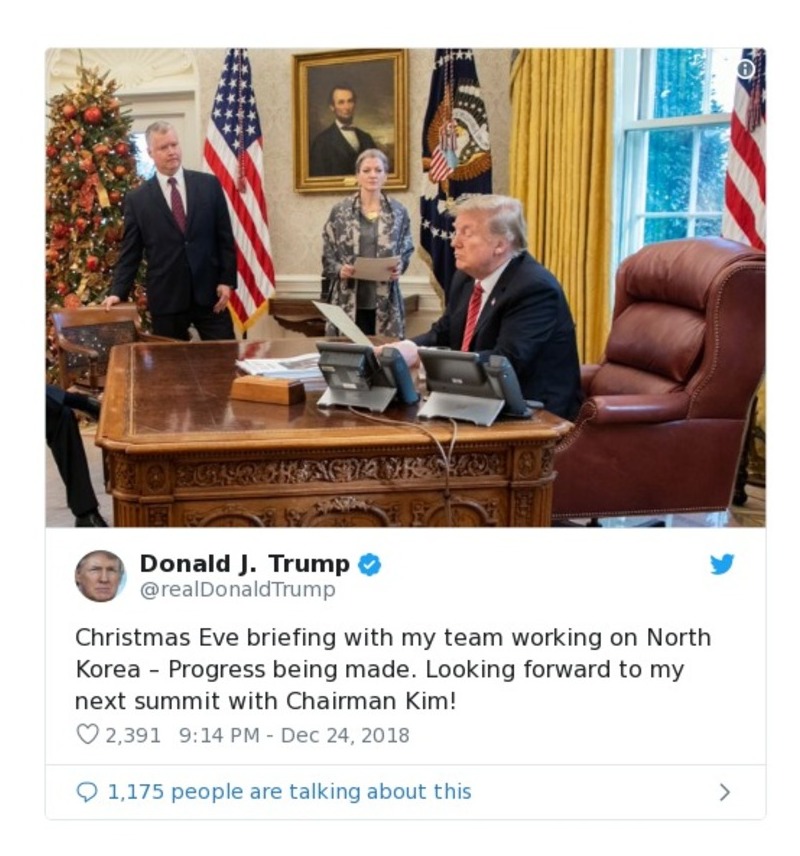 Donald J. Trump
@realDonaldTrump
Christmas Eve briefing with my team working on North
Korea – Progress being made. Looking forward to my
next summit with Chairman Kim!
2,391 9:14 PM - Dec 24, 2018
1,175 people are talking about this